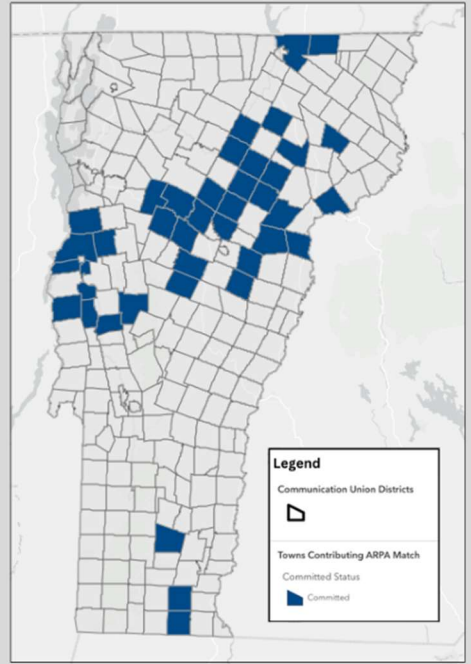 Legend
Communication Union Districts
Towns Contributing ARPA Match
Committed Status
Committed